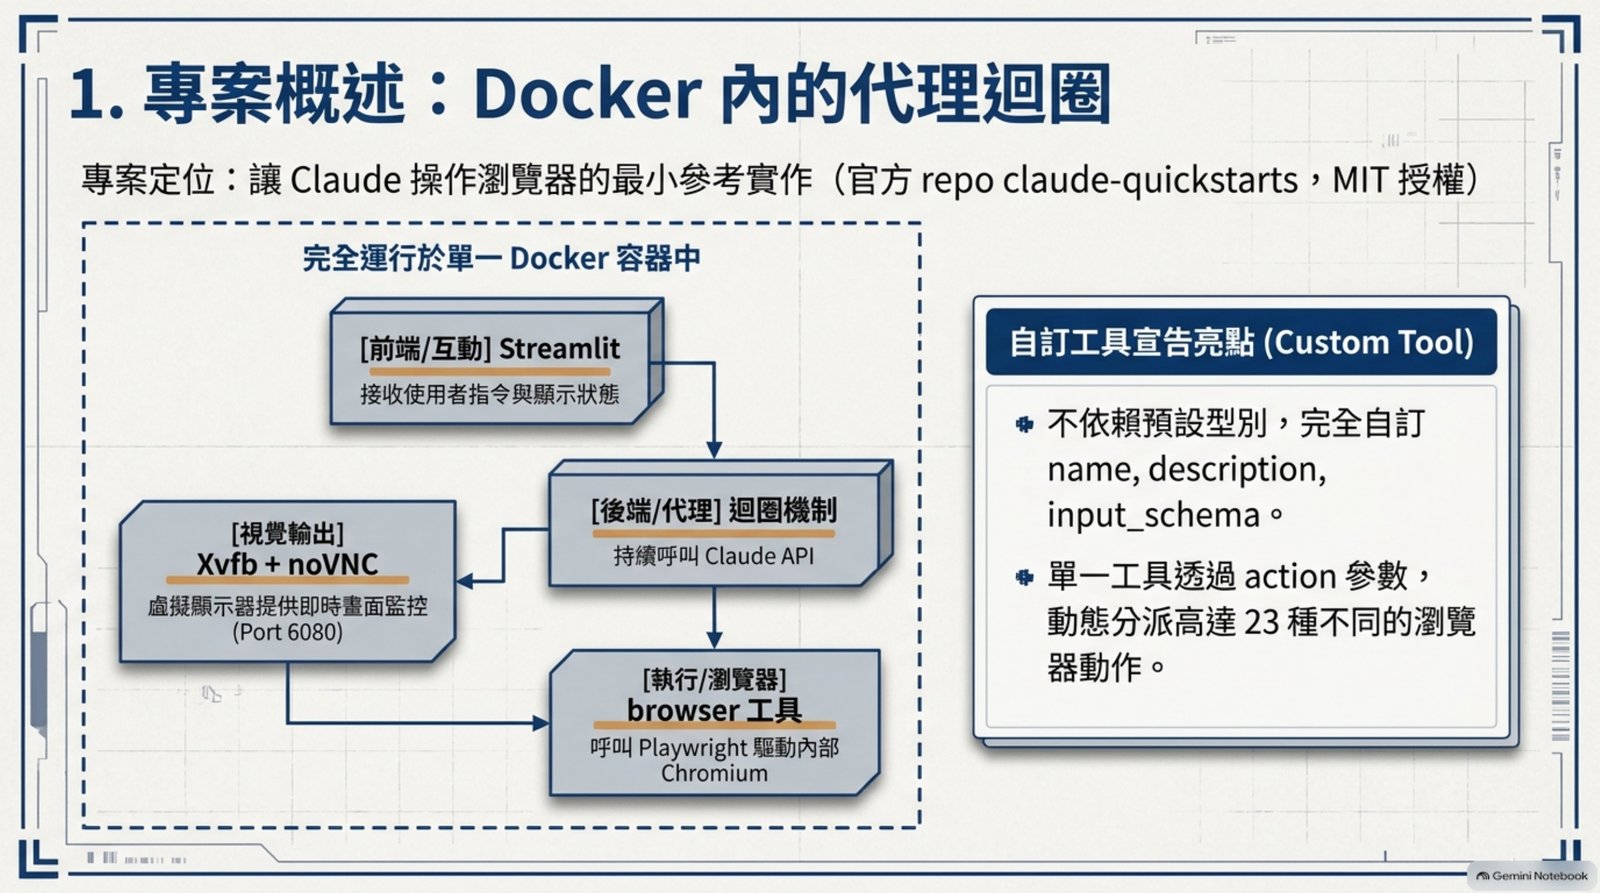 1. 專案概述：Docker 內的代理迴圈
專案定位：讓 Claude 操作瀏覽器的最小參考實作（官方 repo claude-quickstarts，MIT 授權）
完全運行於單一 Docker 容器中
[前端/互動] Streamlit
接收使用者指令與顯示狀態
[後端/代理] 迴圈機制
持續呼叫 Claude API
[視覺輸出]
Xvfb + noVNC
虛擬顯示器提供即時畫面監控
(Port 6080)
[執行/瀏覽器]
browser 工具
呼叫 Playwright 驅動內部
Chromium
自訂工具宣告亮點 (Custom Tool)
不依賴預設型別，完全自訂
name, description,
input_schema。
單一工具透過 action 參數，
動態分派高達 23 種不同的瀏覽
器動作。
Gemini Notebook